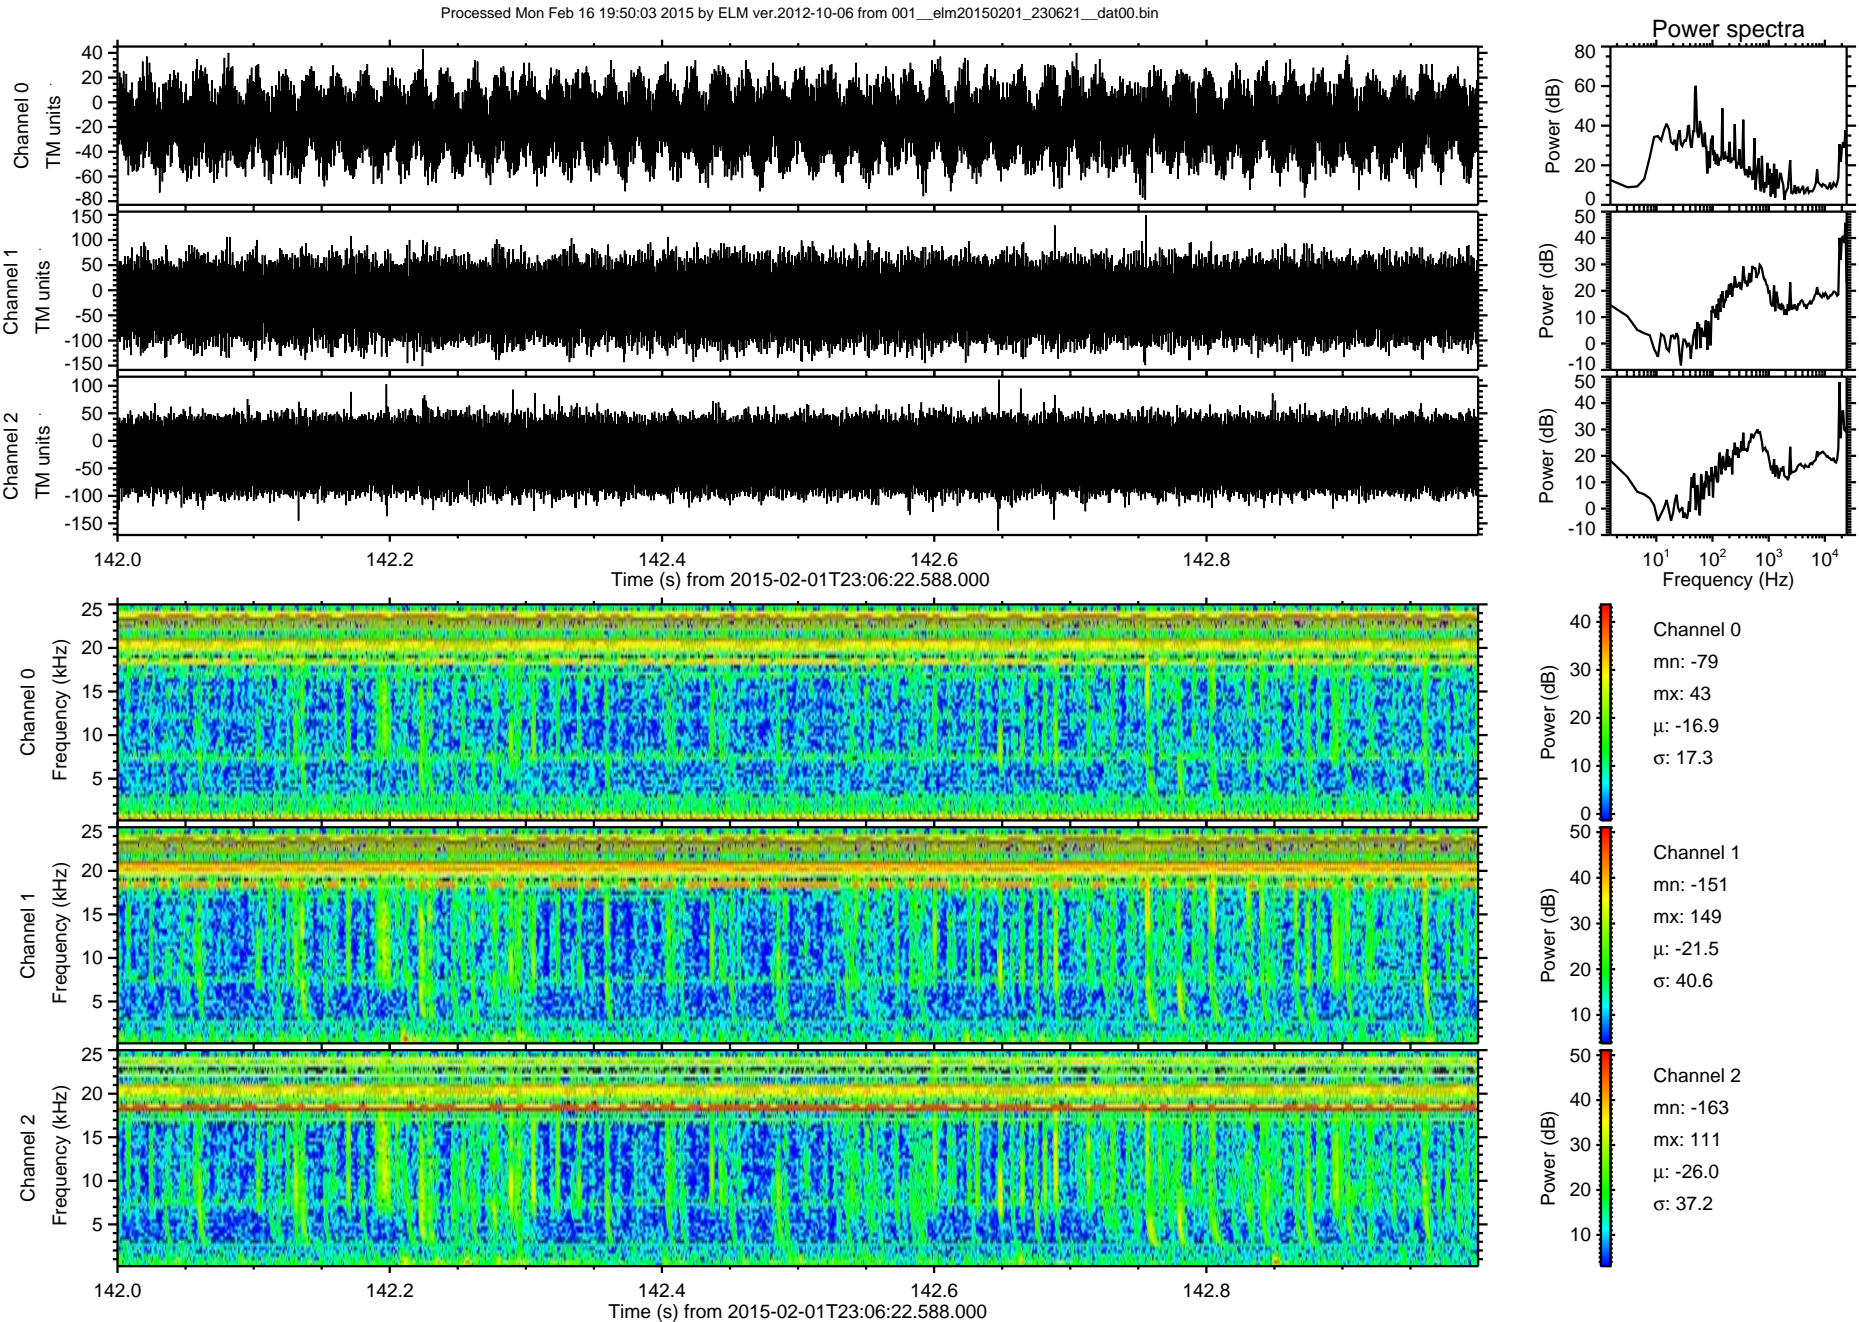 Processed Mon Feb 16 19:50:03 2015 by ELM ver.2012-10-06 from 001__elm20150201_230621__dat00.bin
Power spectra
Channel 0
TM units
40
20
0
-20
-40
-60
-80
Power (dB)
80
60
40
20
0
Channel 1
TM units
150
100
50
0
-50
-100
-150
Power (dB)
50
40
30
20
10
0
-10
Channel 2
TM units
100
50
0
-50
-100
-150
Power (dB)
50
40
30
20
10
0
-10
142.0 142.2 142.4 142.6 142.8
Time (s) from 2015-02-01T23:06:22.588.000
10¹ 10² 10³ 10⁴
Frequency (Hz)
Channel 0
Frequency (kHz)
25
20
15
10
5
Power (dB)
40
30
20
10
0
Channel 0
mn: -79
mx: 43
μ: -16.9
σ: 17.3
Channel 1
Frequency (kHz)
25
20
15
10
5
Power (dB)
50
40
30
20
10
Channel 1
mn: -151
mx: 149
μ: -21.5
σ: 40.6
Channel 2
Frequency (kHz)
25
20
15
10
5
Power (dB)
50
40
30
20
10
Channel 2
mn: -163
mx: 111
μ: -26.0
σ: 37.2
142.0 142.2 142.4 142.6 142.8
Time (s) from 2015-02-01T23:06:22.588.000